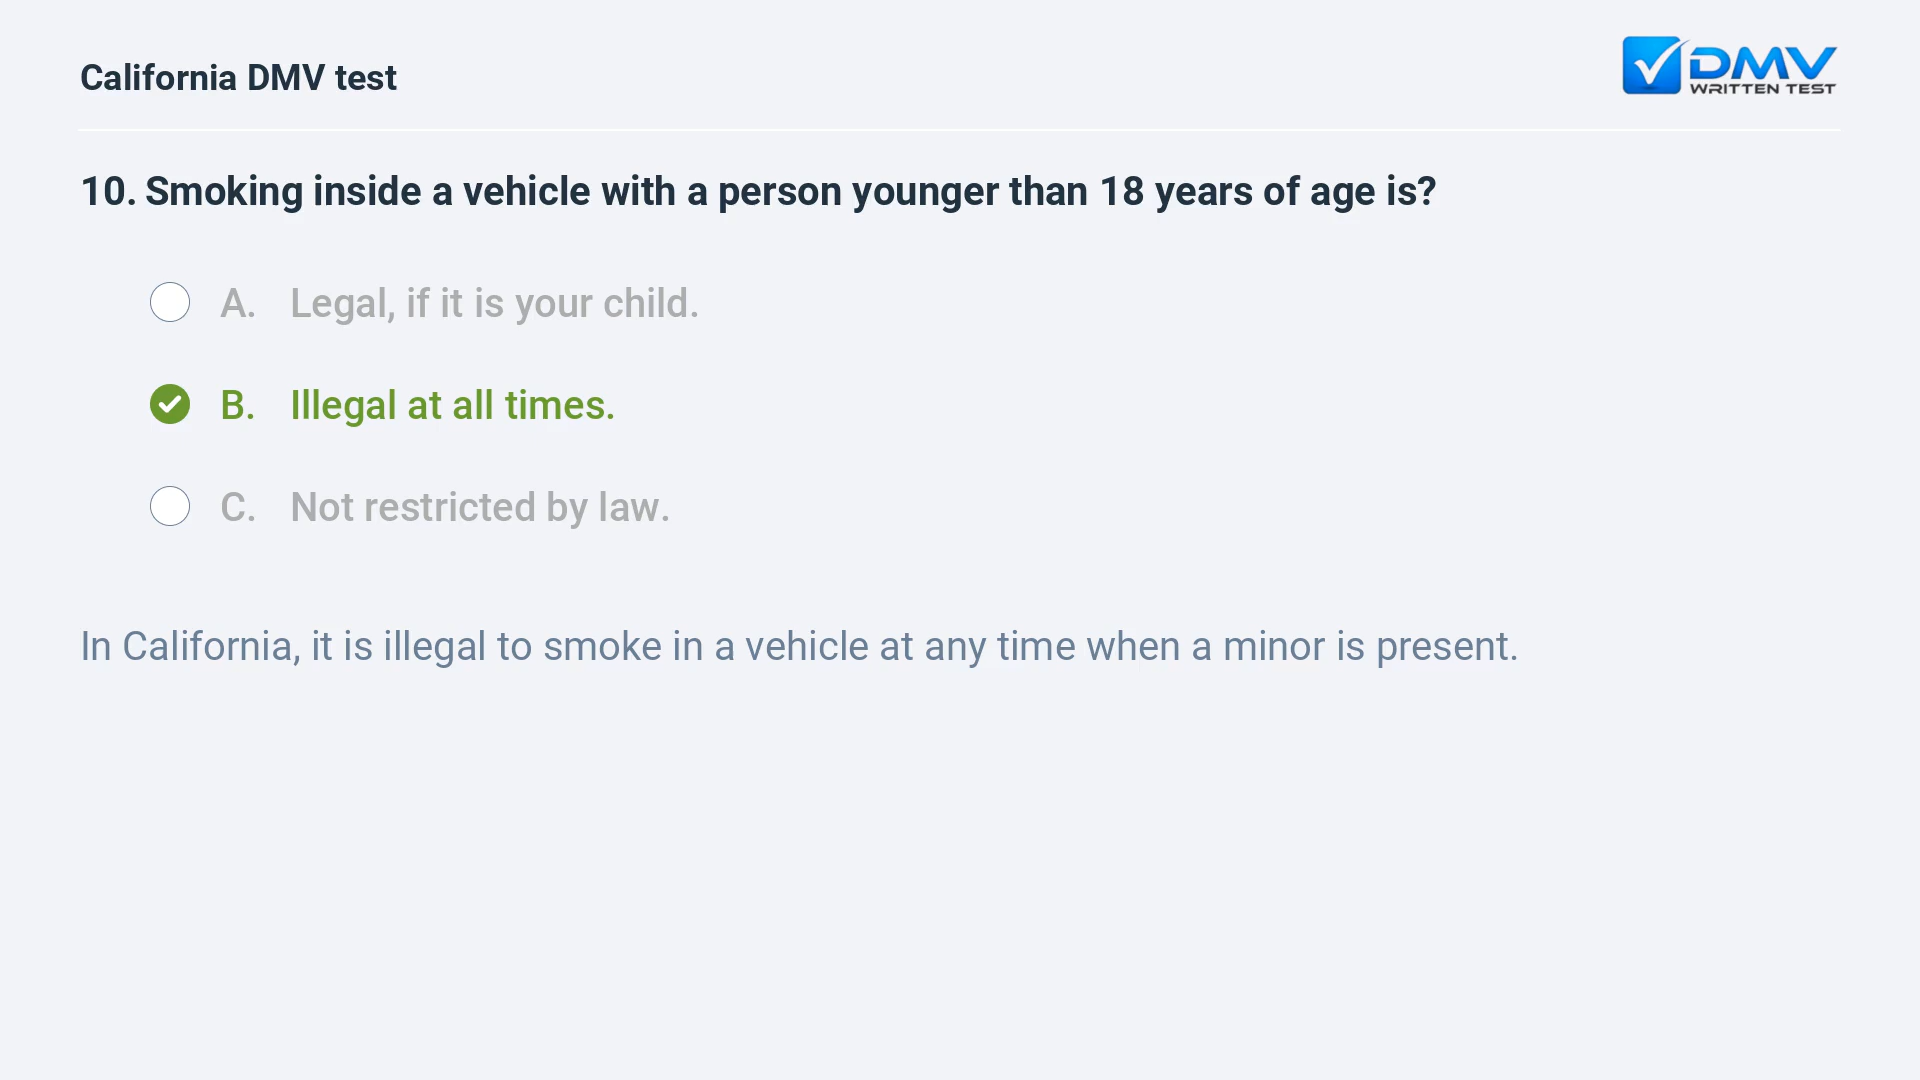 California DMV test
DMV
WRITTEN TEST
10. Smoking inside a vehicle with a person younger than 18 years of age is?
A. Legal, if it is your child.
B. Illegal at all times.
C. Not restricted by law.
In California, it is illegal to smoke in a vehicle at any time when a minor is present.